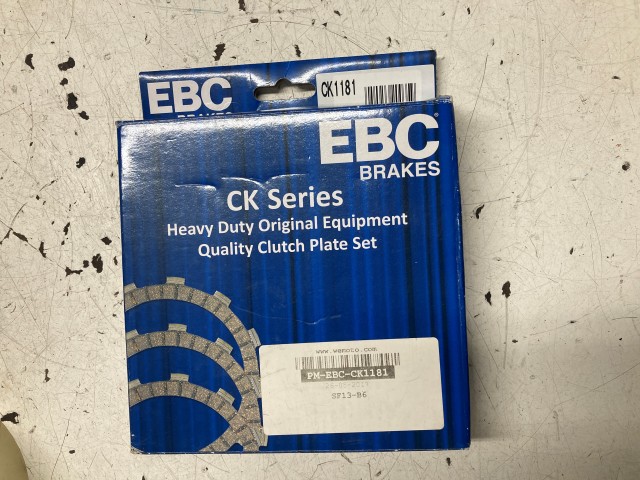 EBC
BRAKES
CK1181
EBC
BRAKES
CK Series
Heavy Duty Original Equipment
Quality Clutch Plate Set
www.wemoto.com
PM-EBC-CK1181
SF13-B6